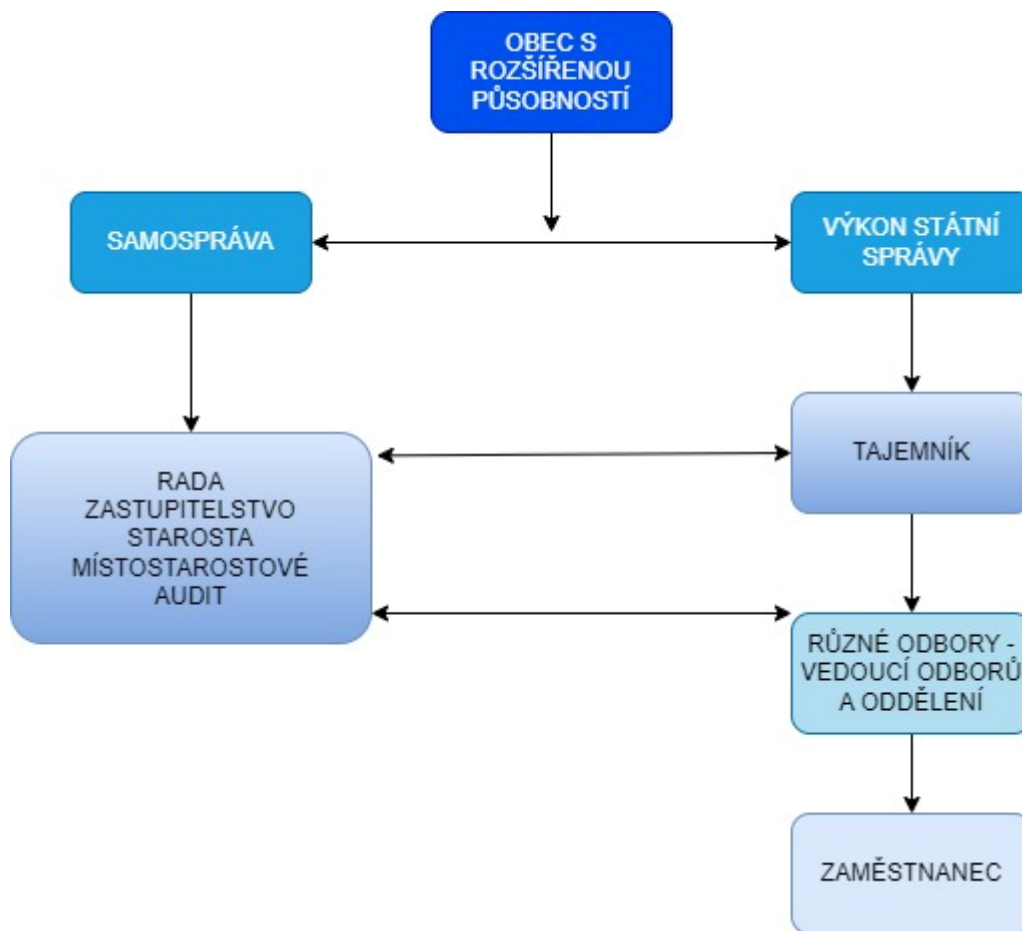 OBEC S
ROZŠÍŘENOU
PŮSOBNOSTÍ
SAMOSPRÁVA
VÝKON STÁTNÍ
SPRÁVY
RADA
ZASTUPITELSTVO
STAROSTA
MÍSTOSTAROSTOVÉ
AUDIT
TAJEMNÍK
RŮZNÉ ODBORY -
VEDOUCÍ ODBORŮ
A ODDĚLENÍ
ZAMĚSTNANEC